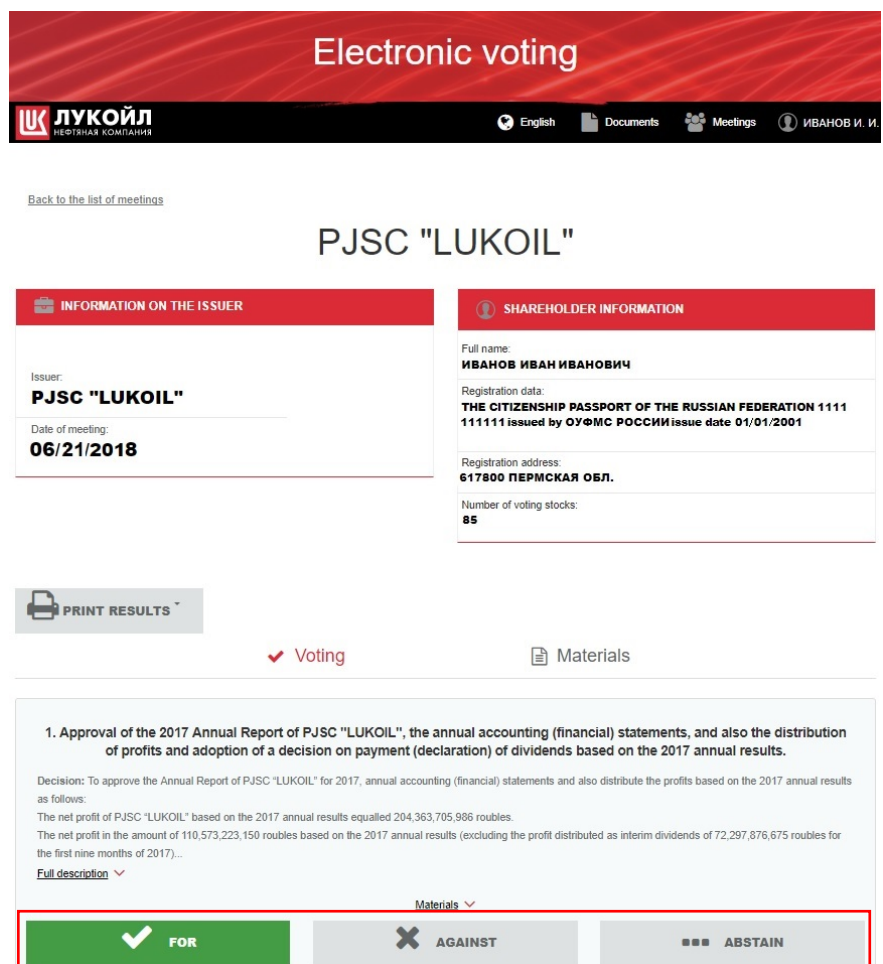 Electronic voting
ЛУКОЙЛ
НЕФТЯНАЯ КОМПАНИЯ
English Documents Meetings ИВАНОВ И. И.
Back to the list of meetings
PJSC "LUKOIL"
INFORMATION ON THE ISSUER
Issuer:
PJSC "LUKOIL"
Date of meeting:
06/21/2018
SHAREHOLDER INFORMATION
Full name:
ИВАНОВ ИВАН ИВАНОВИЧ
Registration data:
THE CITIZENSHIP PASSPORT OF THE RUSSIAN FEDERATION 1111
111111 issued by ОУФМС РОССИИ issue date 01/01/2001
Registration address:
617800 ПЕРМСКАЯ ОБЛ.
Number of voting stocks:
85
PRINT RESULTS
Voting Materials
1. Approval of the 2017 Annual Report of PJSC "LUKOIL", the annual accounting (financial) statements, and also the distribution
of profits and adoption of a decision on payment (declaration) of dividends based on the 2017 annual results.
Decision: To approve the Annual Report of PJSC "LUKOIL" for 2017, annual accounting (financial) statements and also distribute the profits based on the 2017 annual results
as follows:
The net profit of PJSC "LUKOIL" based on the 2017 annual results equalled 204,363,705,986 roubles.
The net profit in the amount of 110,573,223,150 roubles based on the 2017 annual results (excluding the profit distributed as interim dividends of 72,297,876,675 roubles for
the first nine months of 2017)...
Full description
Materials
FOR AGAINST ABSTAIN